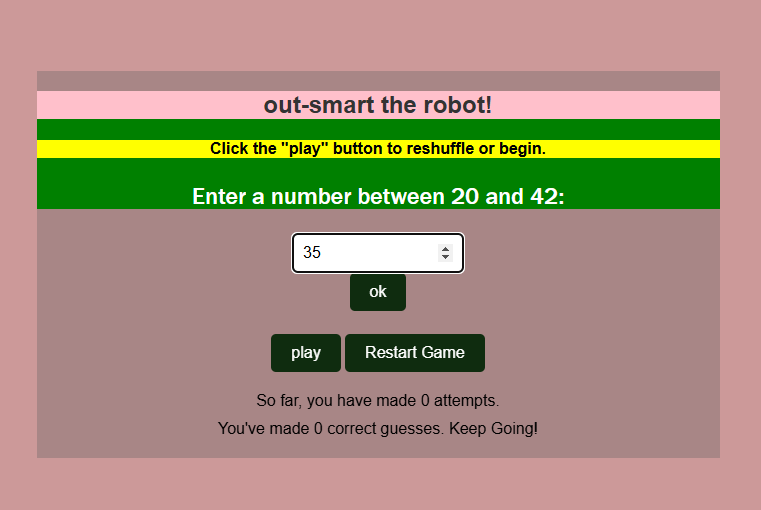 out-smart the robot!
Click the "play" button to reshuffle or begin.
Enter a number between 20 and 42:
35
ok
play Restart Game
So far, you have made 0 attempts.
You've made 0 correct guesses. Keep Going!